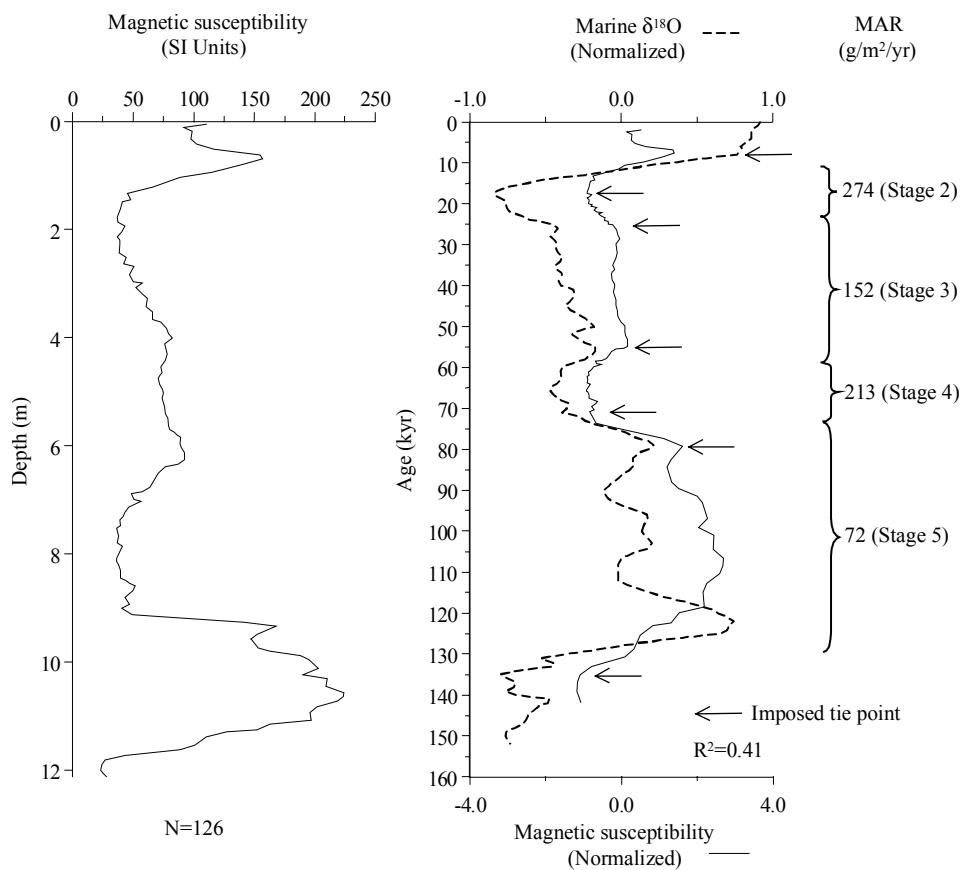 Magnetic susceptibility
(SI Units)
0 50 100 150 200 250
0
2
4
6
8
10
12
Depth (m)
N=126
Marine δ¹⁸O
(Normalized)
-1.0 0.0 1.0
0
10
20
30
40
50
60
70
80
90
100
110
120
130
140
150
160
Age (kyr)
-4.0 0.0 4.0
Magnetic susceptibility
(Normalized)
Imposed tie point
R²=0.41
MAR
(g/m²/yr)
274 (Stage 2)
152 (Stage 3)
213 (Stage 4)
72 (Stage 5)